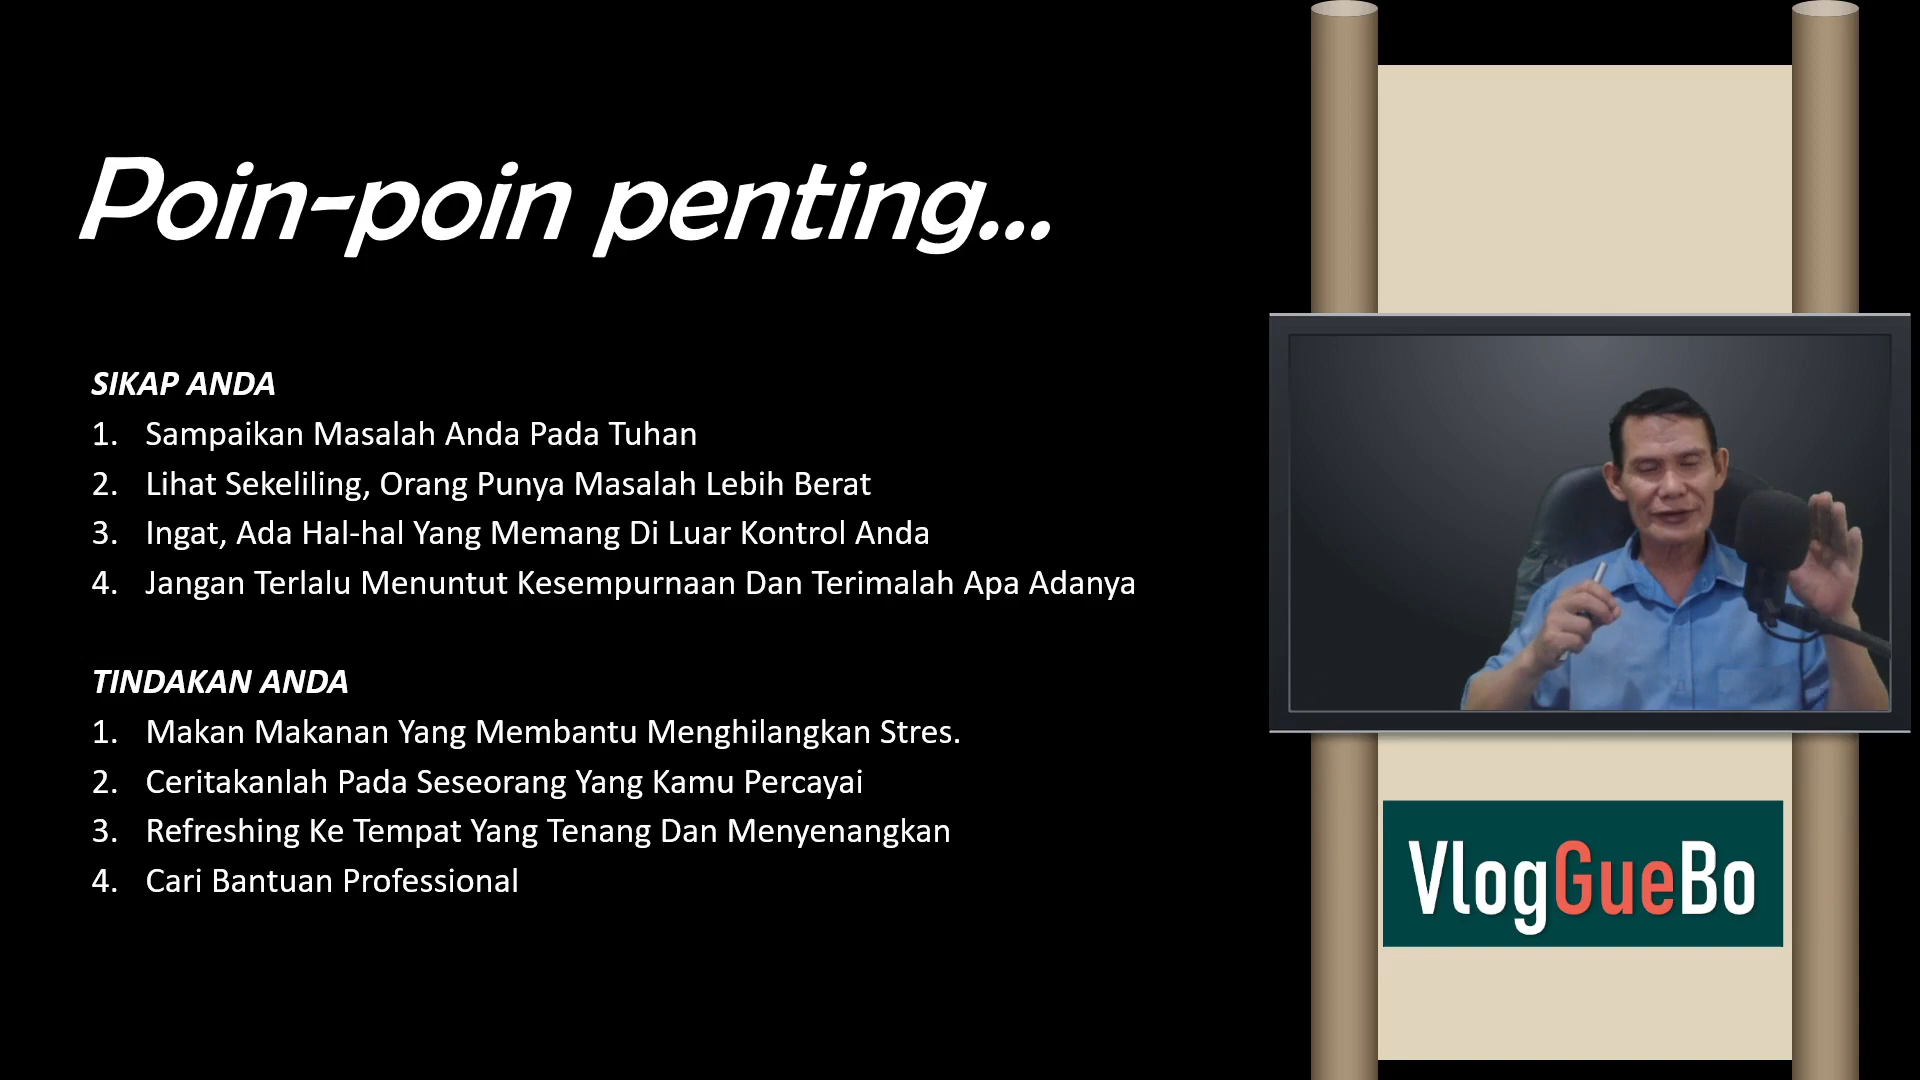 Poin-poin penting...
SIKAP ANDA
1. Sampaikan Masalah Anda Pada Tuhan
2. Lihat Sekeliling, Orang Punya Masalah Lebih Berat
3. Ingat, Ada Hal-hal Yang Memang Di Luar Kontrol Anda
4. Jangan Terlalu Menuntut Kesempurnaan Dan Terimalah Apa Adanya
TINDAKAN ANDA
1. Makan Makanan Yang Membantu Menghilangkan Stres.
2. Ceritakanlah Pada Seseorang Yang Kamu Percayai
3. Refreshing Ke Tempat Yang Tenang Dan Menyenangkan
4. Cari Bantuan Professional
VlogGueBo